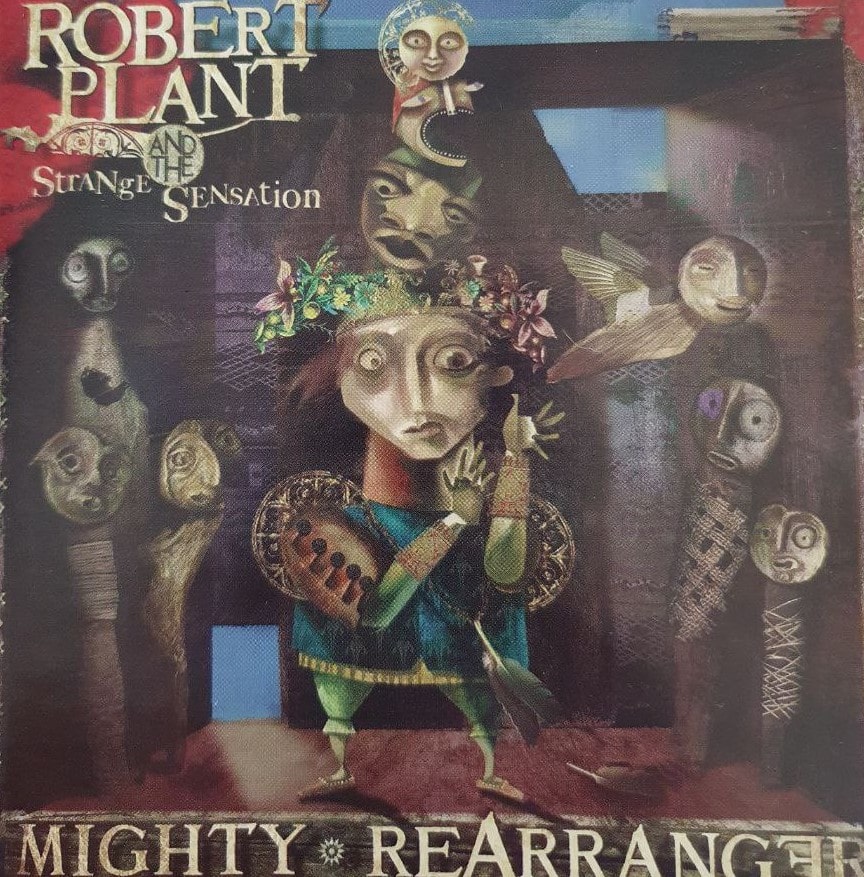 ROBERT
PLANT
AND
THE
StrANge SENSAtion
MIGHTY REARRANGER